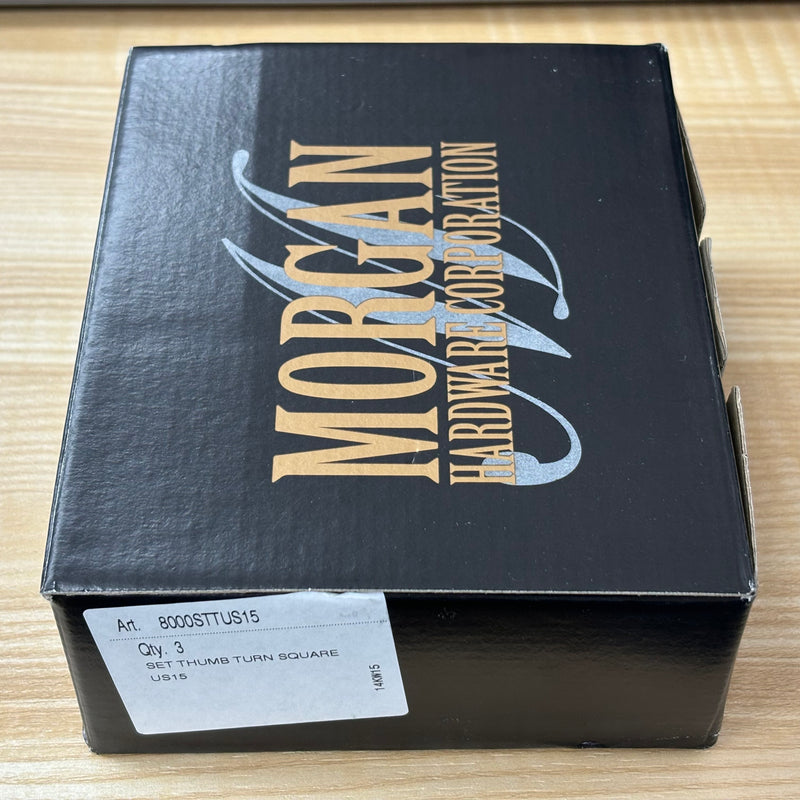 MORGAN
HARDWARE CORPORATION
Art. 8000STTUS15
Qty. 3
SET THUMB TURN SQUARE
US15
14KW15